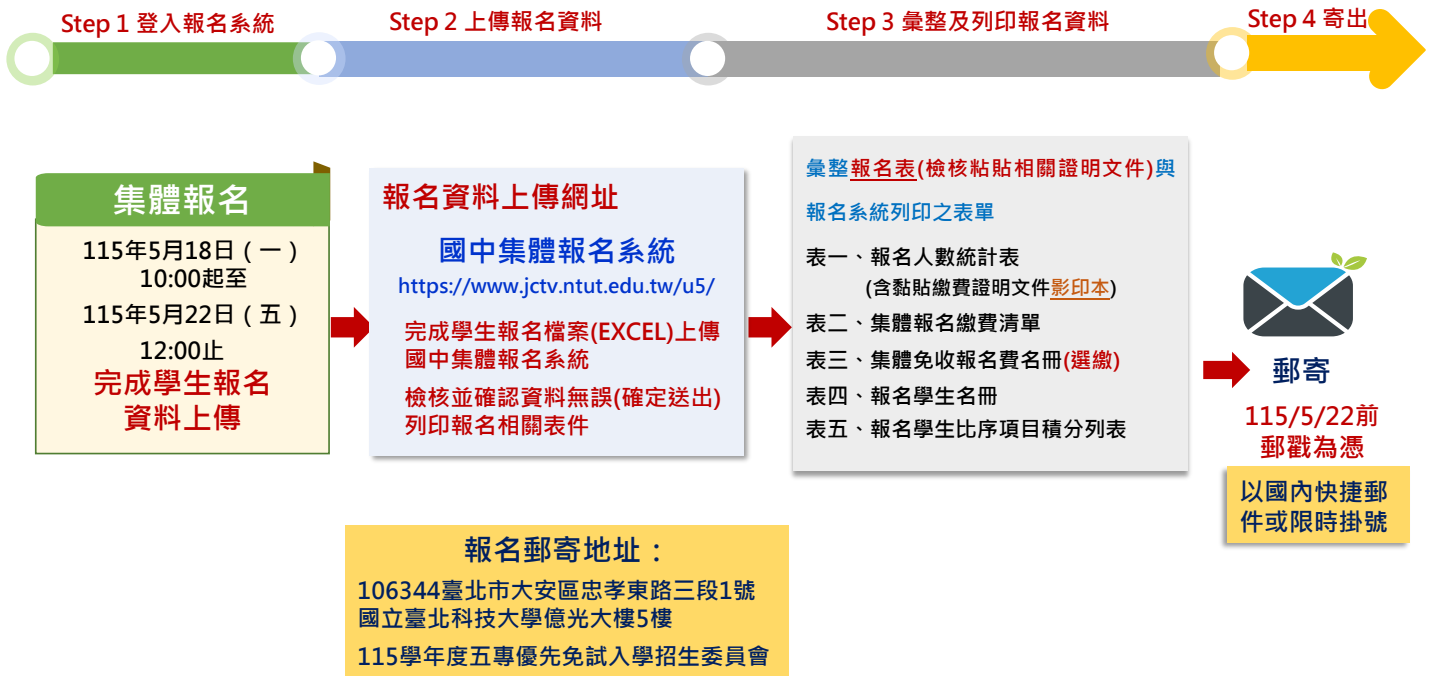 Step 1 登入報名系統
Step 2 上傳報名資料
Step 3 彙整及列印報名資料
Step 4 寄出
集體報名
115年5月18日（一）
10:00起至
115年5月22日（五）
12:00止
完成學生報名
資料上傳
報名資料上傳網址
國中集體報名系統
https://www.jctv.ntut.edu.tw/u5/
完成學生報名檔案(EXCEL)上傳
國中集體報名系統
檢核並確認資料無誤(確定送出)
列印報名相關表件
彙整報名表(檢核粘貼相關證明文件)與
報名系統列印之表單
表一、報名人數統計表
(含黏貼繳費證明文件影印本)
表二、集體報名繳費清單
表三、集體免收報名費名冊(選繳)
表四、報名學生名冊
表五、報名學生比序項目積分列表
郵寄
115/5/22前
郵戳為憑
以國內快捷郵
件或限時掛號
報名郵寄地址：
106344臺北市大安區忠孝東路三段1號
國立臺北科技大學億光大樓5樓
115學年度五專優先免試入學招生委員會